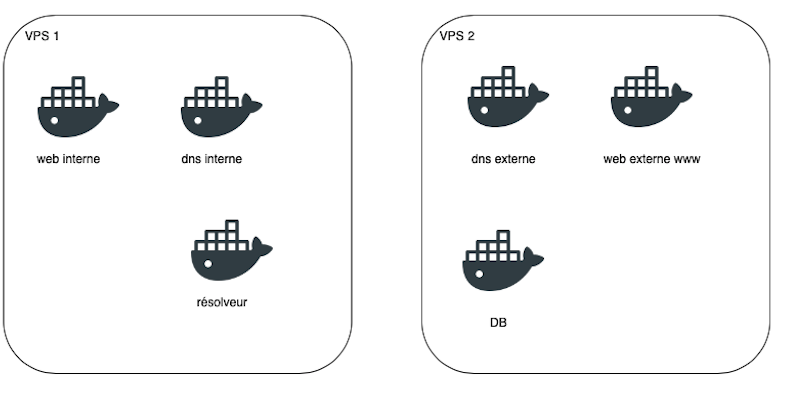 VPS 1
web interne
dns interne
résolveur
VPS 2
dns externe
web externe www
DB